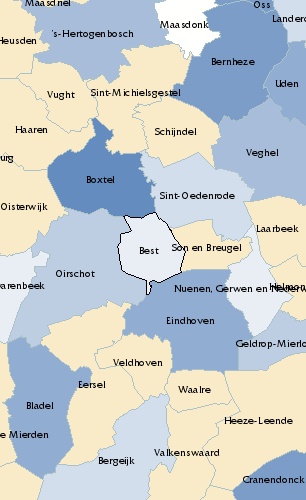 Maasdriel
Oss
Maasdonk
Landerd
's-Hertogenbosch
Heusden
Bernheze
Uden
Vught
Sint-Michielsgestel
Haaren
Schijndel
Veghel
urg
Boxtel
Sint-Oedenrode
Oisterwijk
Laarbeek
Best
Son en Breugel
Oirschot
arenbeek
Nuenen, Gerwen en Nederw
Helmon
Eindhoven
Geldrop-Mierlo
Veldhoven
Eersel
Waalre
Bladel
Heeze-Leende
e Mierden
Valkenswaard
Bergeijk
Cranendonck